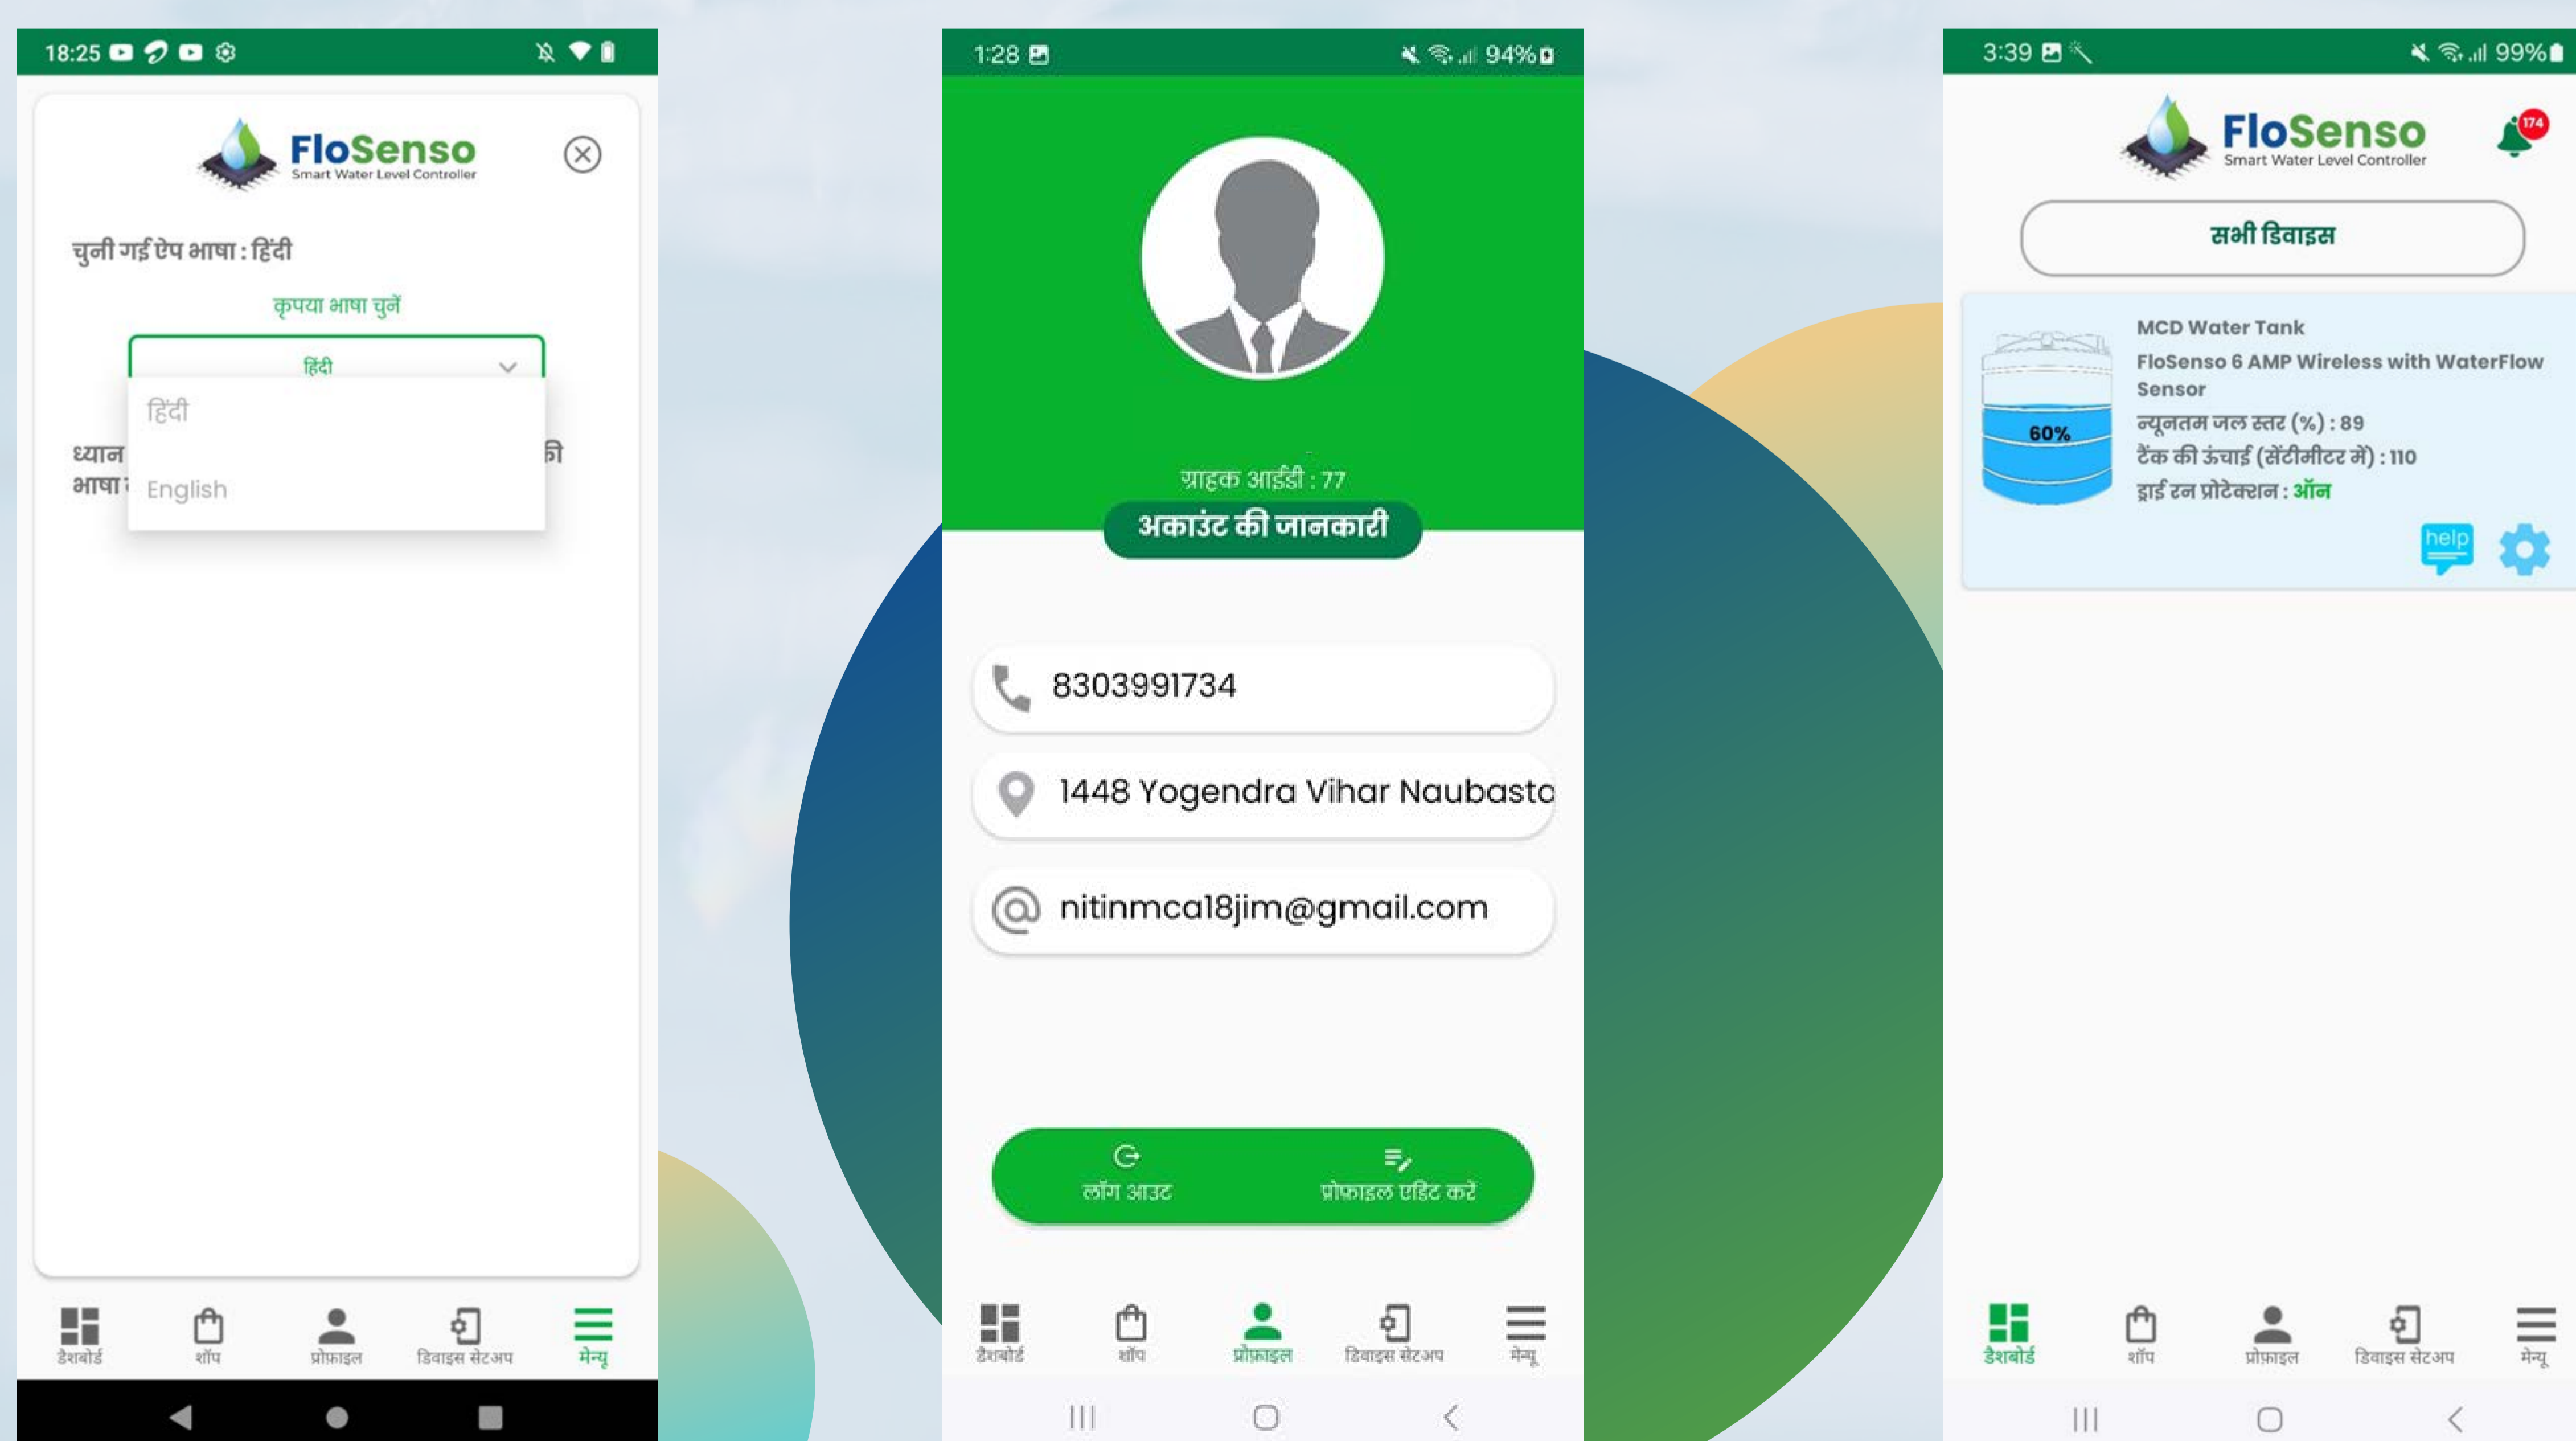 18:25
FloSenso
Smart Water Level Controller
चुनी गई ऐप भाषा : हिंदी
कृपया भाषा चुनें
हिंदी
हिंदी
ध्यान
की
भाषा
English
डैशबोर्ड
शॉप
प्रोफ़ाइल
डिवाइस सेटअप
मेन्यू
1:28
94%
ग्राहक आईडी : 77
अकाउंट की जानकारी
8303991734
1448 Yogendra Vihar Naubasta
nitinmca18jim@gmail.com
लॉग आउट
प्रोफ़ाइल एडिट करें
डैशबोर्ड
शॉप
प्रोफ़ाइल
डिवाइस सेटअप
मेन्यू
3:39
99%
FloSenso
Smart Water Level Controller
174
सभी डिवाइस
MCD Water Tank
FloSenso 6 AMP Wireless with WaterFlow
Sensor
60%
न्यूनतम जल स्तर (%) : 89
टैंक की ऊंचाई (सेंटीमीटर में) : 110
ड्राई रन प्रोटेक्शन : ऑन
help
डैशबोर्ड
शॉप
प्रोफ़ाइल
डिवाइस सेटअप
मेन्यू